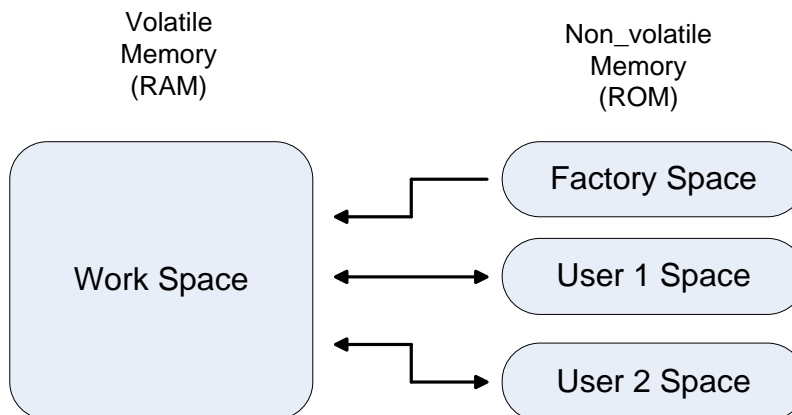 Volatile
Memory
(RAM)
Non_volatile
Memory
(ROM)
Factory Space
Work Space
User 1 Space
User 2 Space